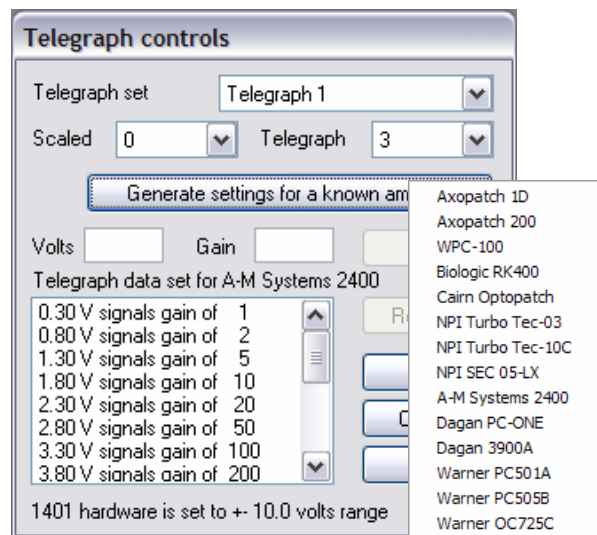 Telegraph controls
Telegraph set Telegraph 1
Scaled 0 Telegraph 3
Generate settings for a known am
Volts Gain
Telegraph data set for A-M Systems 2400
0.30 V signals gain of 1
0.80 V signals gain of 2
1.30 V signals gain of 5
1.80 V signals gain of 10
2.30 V signals gain of 20
2.80 V signals gain of 50
3.30 V signals gain of 100
3.80 V signals gain of 200
1401 hardware is set to +- 10.0 volts range
Axopatch 1D
Axopatch 200
WPC-100
Biologic RK400
Cairn Optopatch
NPI Turbo Tec-03
NPI Turbo Tec-10C
NPI SEC 05-LX
A-M Systems 2400
Dagan PC-ONE
Dagan 3900A
Warner PC501A
Warner PC505B
Warner OC725C